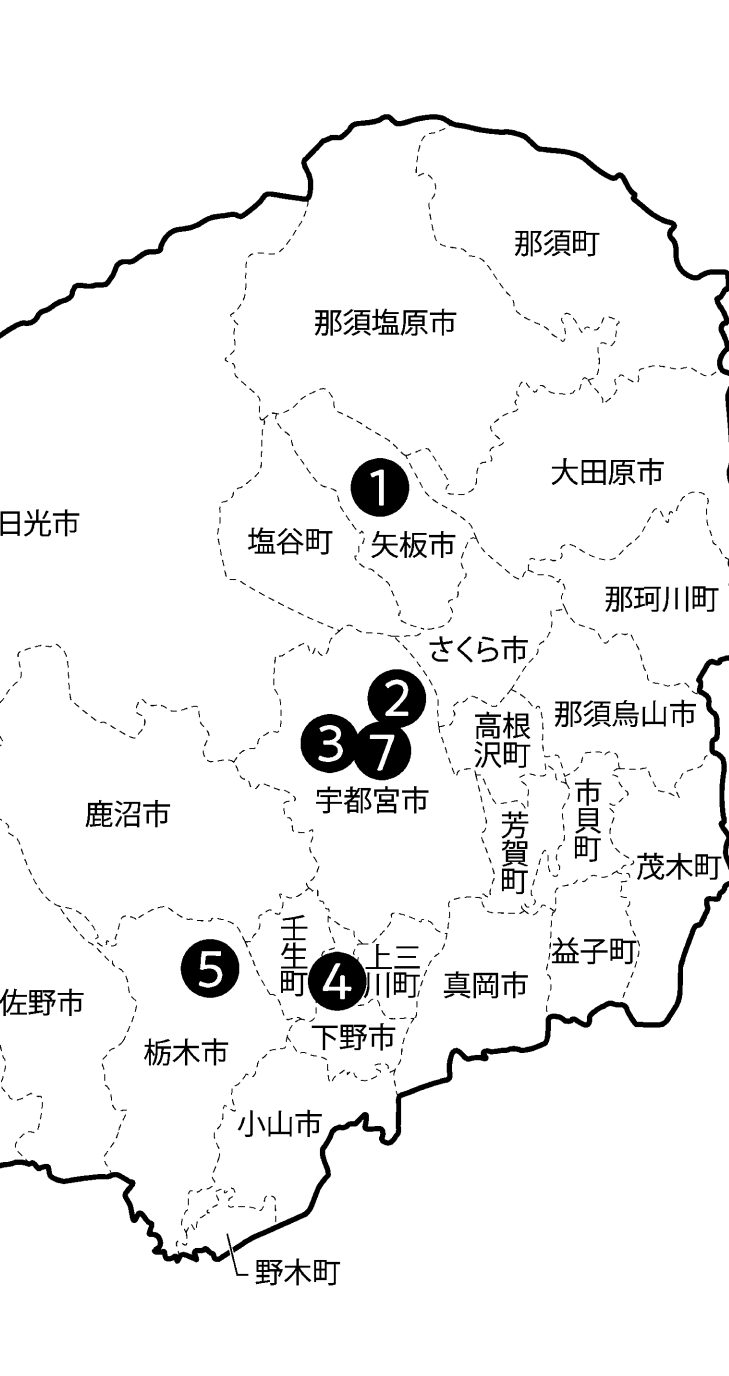 那須町
那須塩原市
大田原市
1
日光市
塩谷町
矢板市
那珂川町
さくら市
2
那須烏山市
高根
沢町
3
7
宇都宮市
市貝町
鹿沼市
芳賀町
茂木町
壬生町
益子町
上三
川町
5
4
真岡市
佐野市
下野市
栃木市
小山市
野木町